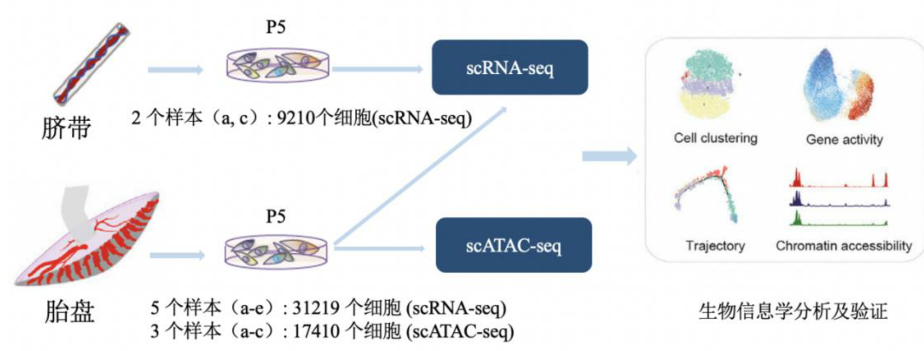 P5
scRNA-seq
脐带
2 个样本（a, c）: 9210个细胞(scRNA-seq)
Cell clustering
Gene activity
P5
scATAC-seq
Trajectory
Chromatin accessibility
胎盘
5 个样本（a-e）: 31219 个细胞 (scRNA-seq)
3 个样本（a-c）: 17410 个细胞 (scATAC-seq)
生物信息学分析及验证